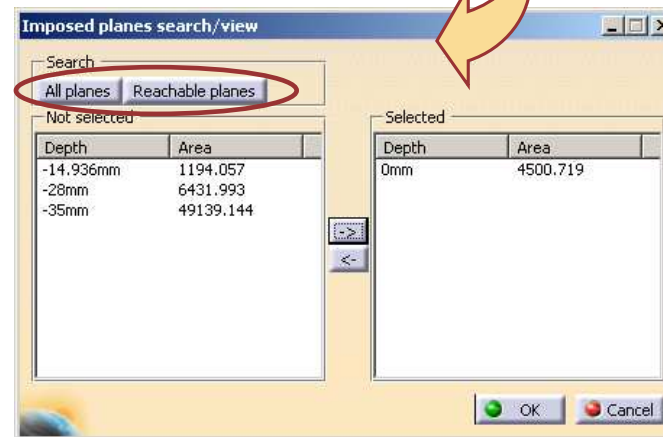 Imposed planes search/view
Search
All planes Reachable planes
Not selected
Depth Area
-14.936mm 1194.057
-28mm 6431.993
-35mm 49139.144
->
<-
Selected
Depth Area
0mm 4500.719
OK Cancel